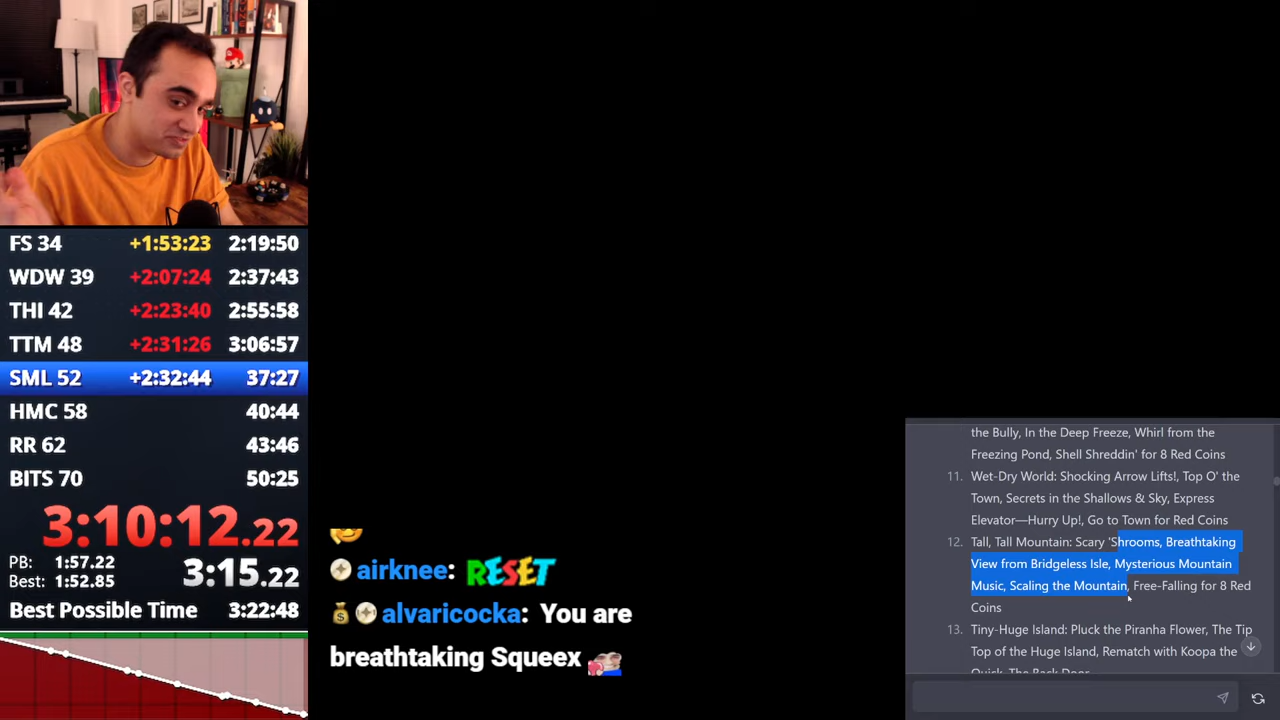 FS 34 +1:53:23 2:19:50
WDW 39 +2:07:24 2:37:43
THI 42 +2:23:40 2:55:58
TTM 48 +2:31:26 3:06:57
SML 52 +2:32:44 37:27
HMC 58 40:44
RR 62 43:46
BITS 70 50:25
3:10:12.22
PB: 1:57.22
Best: 1:52.85
3:15.22
Best Possible Time 3:22:48
airknee: RESET
alvaricocka: You are
breathtaking Squeex
the Bully, In the Deep Freeze, Whirl from the
Freezing Pond, Shell Shreddin' for 8 Red Coins
11. Wet-Dry World: Shocking Arrow Lifts!, Top O' the
Town, Secrets in the Shallows & Sky, Express
Elevator—Hurry Up!, Go to Town for Red Coins
12. Tall, Tall Mountain: Scary 'Shrooms, Breathtaking
View from Bridgeless Isle, Mysterious Mountain
Music, Scaling the Mountain, Free-Falling for 8 Red
Coins
13. Tiny-Huge Island: Pluck the Piranha Flower, The Tip
Top of the Huge Island, Rematch with Koopa the
Quick, The Back Door